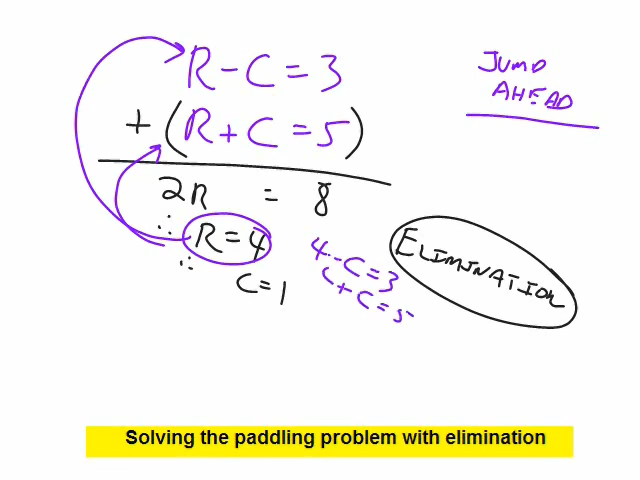 R - C = 3
+ (R + C = 5)
2R = 8
∴ R = 4
∴ C = 1
4 - C = 3
+ C = 5
JUMP
AHEAD
ELIMINATION
Solving the paddling problem with elimination